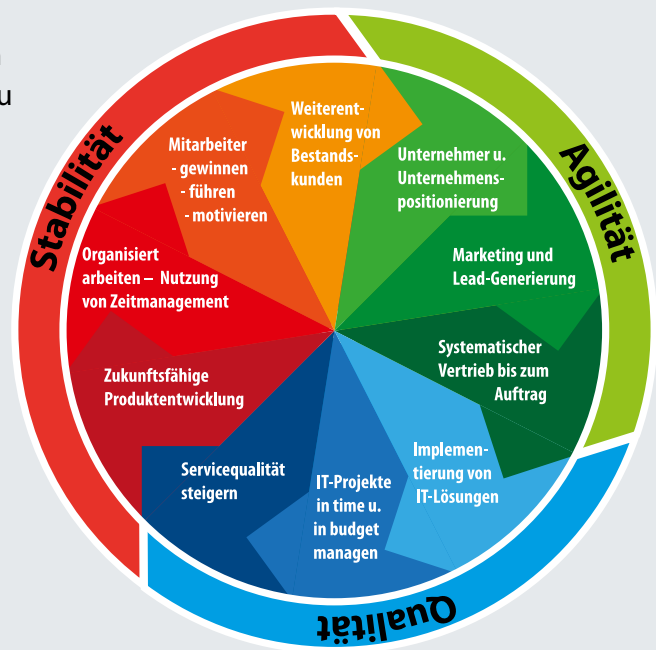 u
Stabilität
Agilität
Qualität
Weiterent-
wicklung von
Bestands-
kunden
Unternehmer u.
Unternehmens-
positionierung
Marketing und
Lead-Generierung
Systematischer
Vertrieb bis zum
Auftrag
Implemen-
tierung von
IT-Lösungen
IT-Projekte
in time u.
in budget
managen
Servicequalität
steigern
Zukunftsfähige
Produktentwicklung
Organisiert
arbeiten – Nutzung
von Zeitmanagement
Mitarbeiter
- gewinnen
- führen
- motivieren